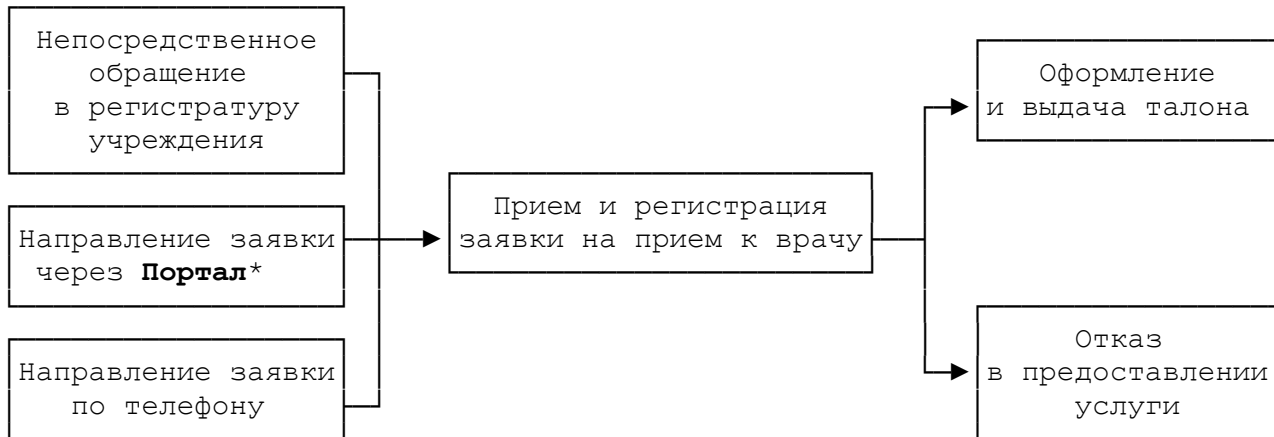 Непосредственное
обращение
в регистратуру
учреждения
Направление заявки
через Портал*
Направление заявки
по телефону
Прием и регистрация
заявки на прием к врачу
Оформление
и выдача талона
Отказ
в предоставлении
услуги